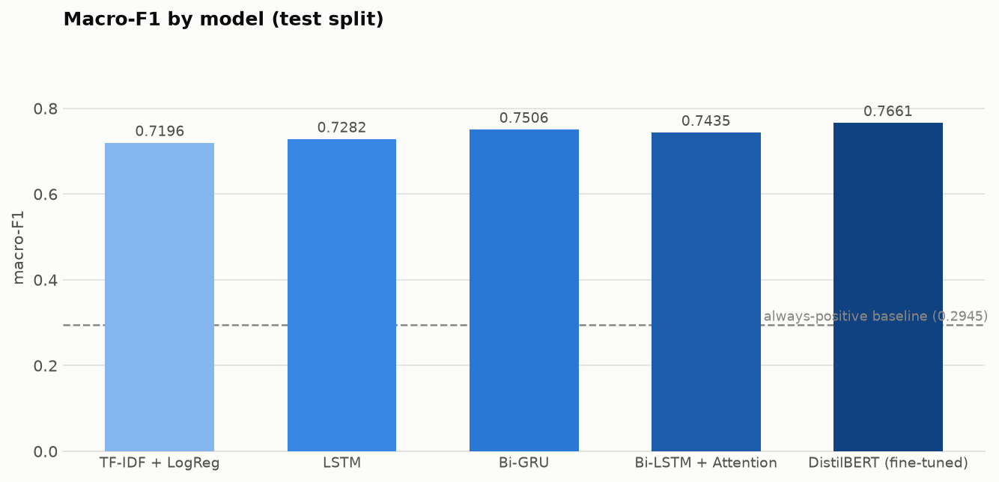 Macro-F1 by model (test split)
macro-F1
0.8
0.6
0.4
0.2
0.0
0.7196
0.7282
0.7506
0.7435
0.7661
always-positive baseline (0.2945)
TF-IDF + LogReg
LSTM
Bi-GRU
Bi-LSTM + Attention
DistilBERT (fine-tuned)